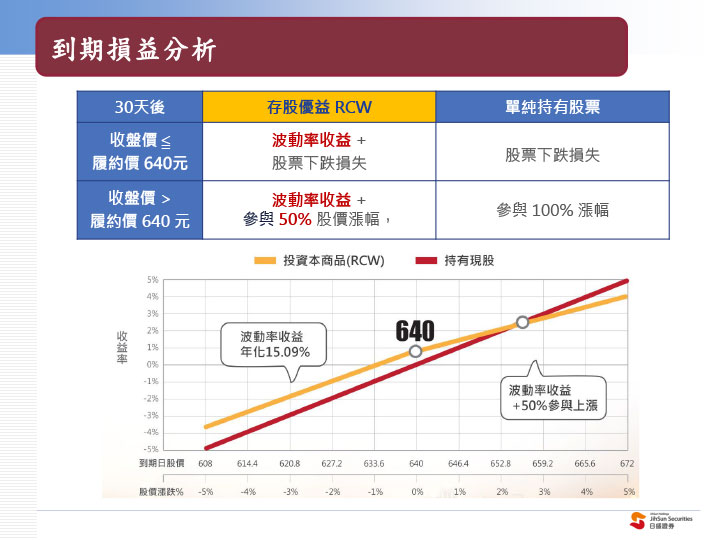 到期損益分析
30天後 存股優益 RCW 單純持有股票
收盤價 ≦
履約價 640元
波動率收益 +
股票下跌損失
股票下跌損失
收盤價 >
履約價 640 元
波動率收益 +
參與 50% 股價漲幅，
參與 100% 漲幅
投資本商品(RCW) 持有現股
收益率
5%
4%
3%
2%
1%
0%
-1%
-2%
-3%
-4%
-5%
波動率收益
年化15.09%
640
波動率收益
+50%參與上漲
到期日股價 608 614.4 620.8 627.2 633.6 640 646.4 652.8 659.2 665.6 672
股價漲跌% -5% -4% -3% -2% -1% 0% 1% 2% 3% 4% 5%
JihSun Securities
日盛證券